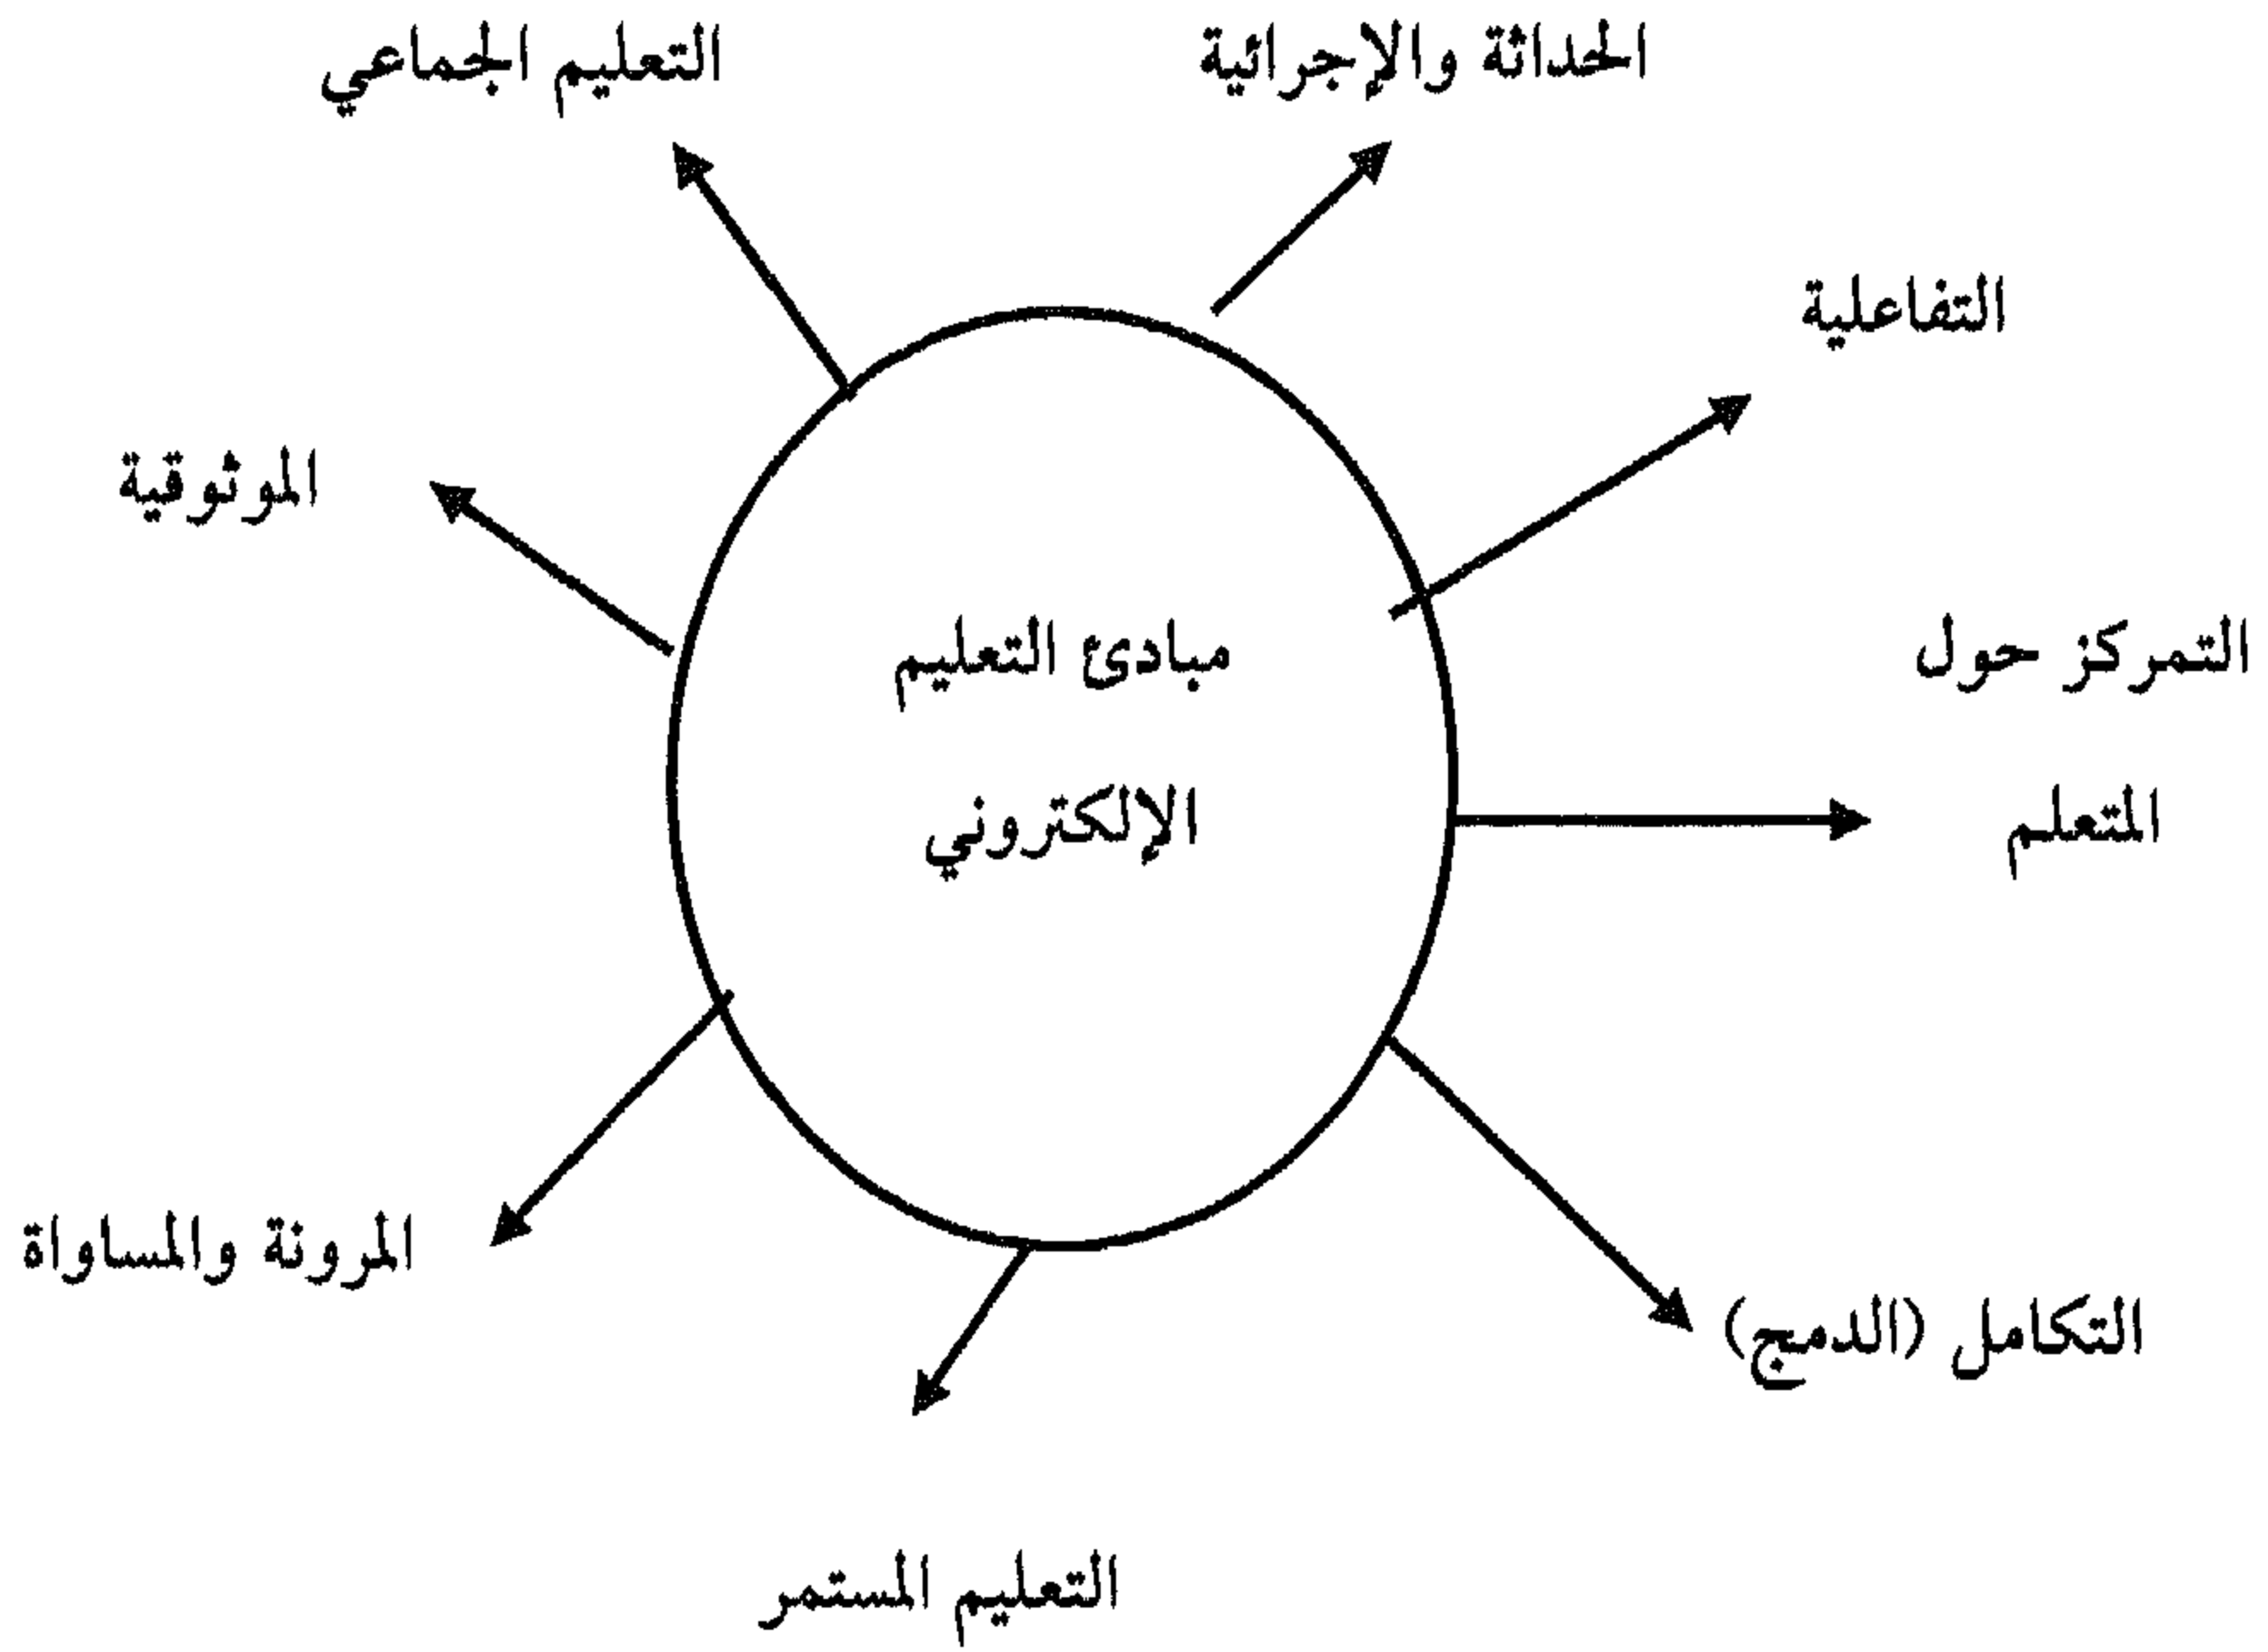 الحداثة والإجرائية
التعليم الجماعي
التفاعلية
الموثوقية
مبادئ التعليم
الإلكتروني
التمركز حول
المتعلم
المرونة والمساواة
التكامل (الدمج)
التعليم المستمر